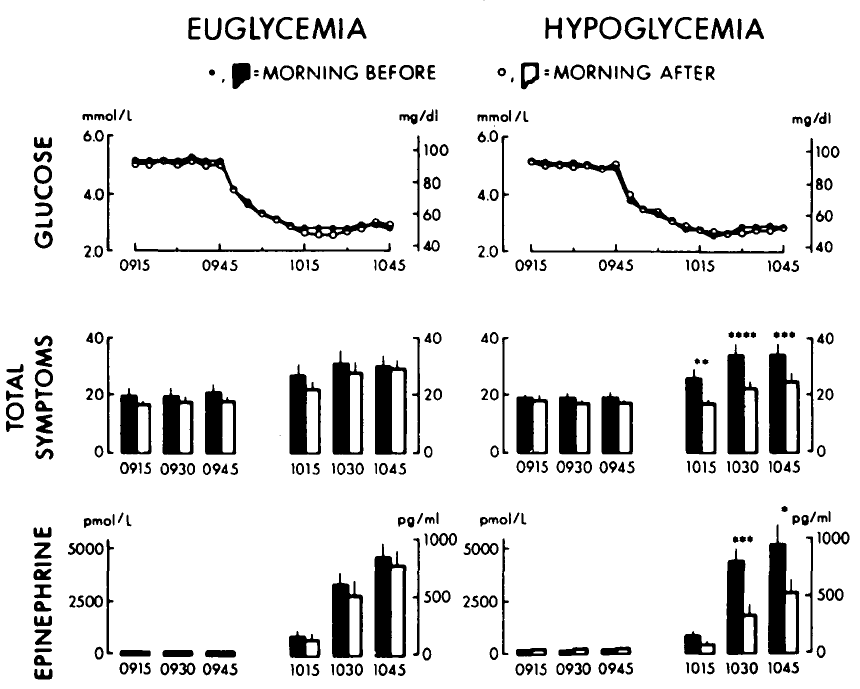 EUGLYCEMIA HYPOGLYCEMIA
• , = MORNING BEFORE ○ , = MORNING AFTER
mmol/L mg/dl mmol/L mg/dl
GLUCOSE
6.0 100 6.0 100
80 80
4.0 4.0
60 60
2.0 40 2.0 40
0915 0945 1015 1045 0915 0945 1015 1045
TOTAL
SYMPTOMS
40 40 40 ** **** *** 40
20 20 20 20
0 0 0 0
0915 0930 0945 1015 1030 1045 0915 0930 0945 1015 1030 1045
EPINEPHRINE
pmol/L pg/ml pmol/L * pg/ml
5000 1000 5000 *** 1000
2500 500 2500 500
0 0 0 0
0915 0930 0945 1015 1030 1045 0915 0930 0945 1015 1030 1045